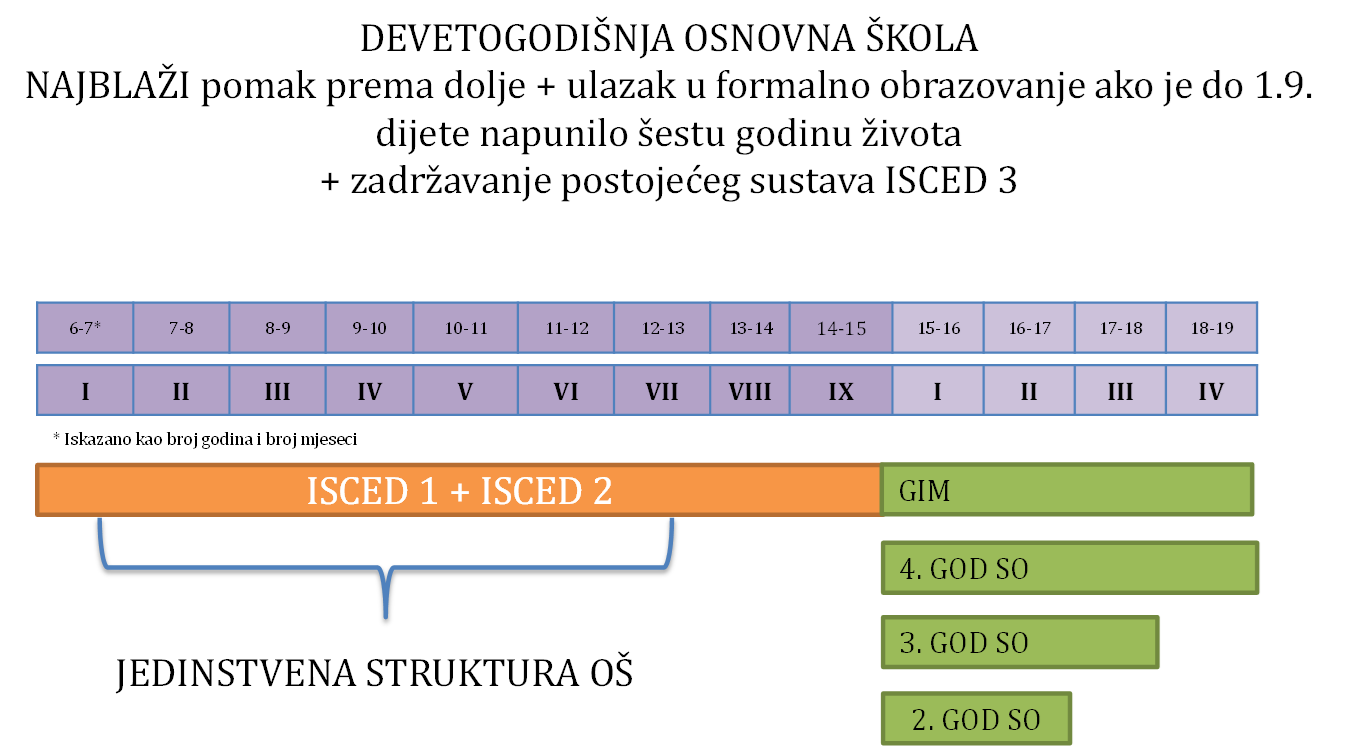 DEVETOGODIŠNJA OSNOVNA ŠKOLA
NAJBLAŽI pomak prema dolje + ulazak u formalno obrazovanje ako je do 1.9.
dijete napunilo šestu godinu života
+ zadržavanje postojećeg sustava ISCED 3
6-7* 7-8 8-9 9-10 10-11 11-12 12-13 13-14 14-15 15-16 16-17 17-18 18-19
I II III IV V VI VII VIII IX I II III IV
* Iskazano kao broj godina i broj mjeseci
ISCED 1 + ISCED 2 GIM
4. GOD SO
3. GOD SO
JEDINSTVENA STRUKTURA OŠ
2. GOD SO